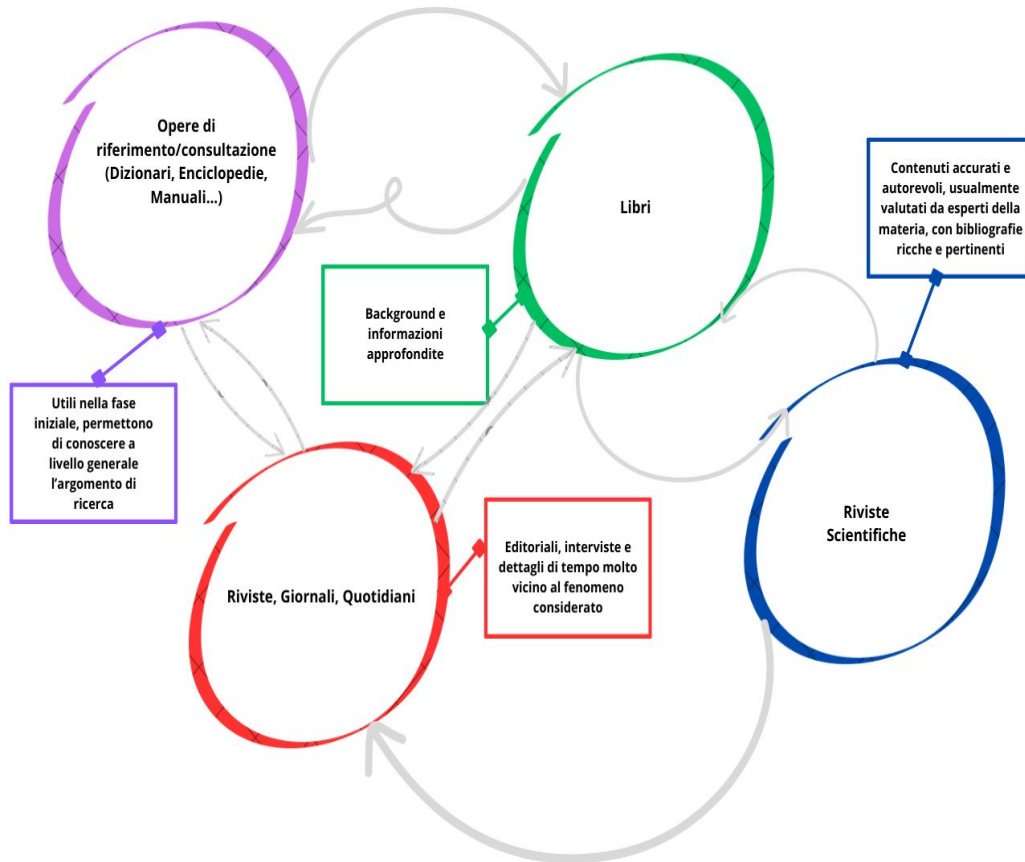 Opere di
riferimento/consultazione
(Dizionari, Enciclopedie,
Manuali...)
Libri
Contenuti accurati e
autorevoli, usualmente
valutati da esperti della
materia, con bibliografie
ricche e pertinenti
Background e
informazioni
approfondite
Utili nella fase
iniziale, permettono
di conoscere a
livello generale
l'argomento di
ricerca
Riviste
Scientifiche
Editoriali, interviste e
dettagli di tempo molto
vicino al fenomeno
considerato
Riviste, Giornali, Quotidiani